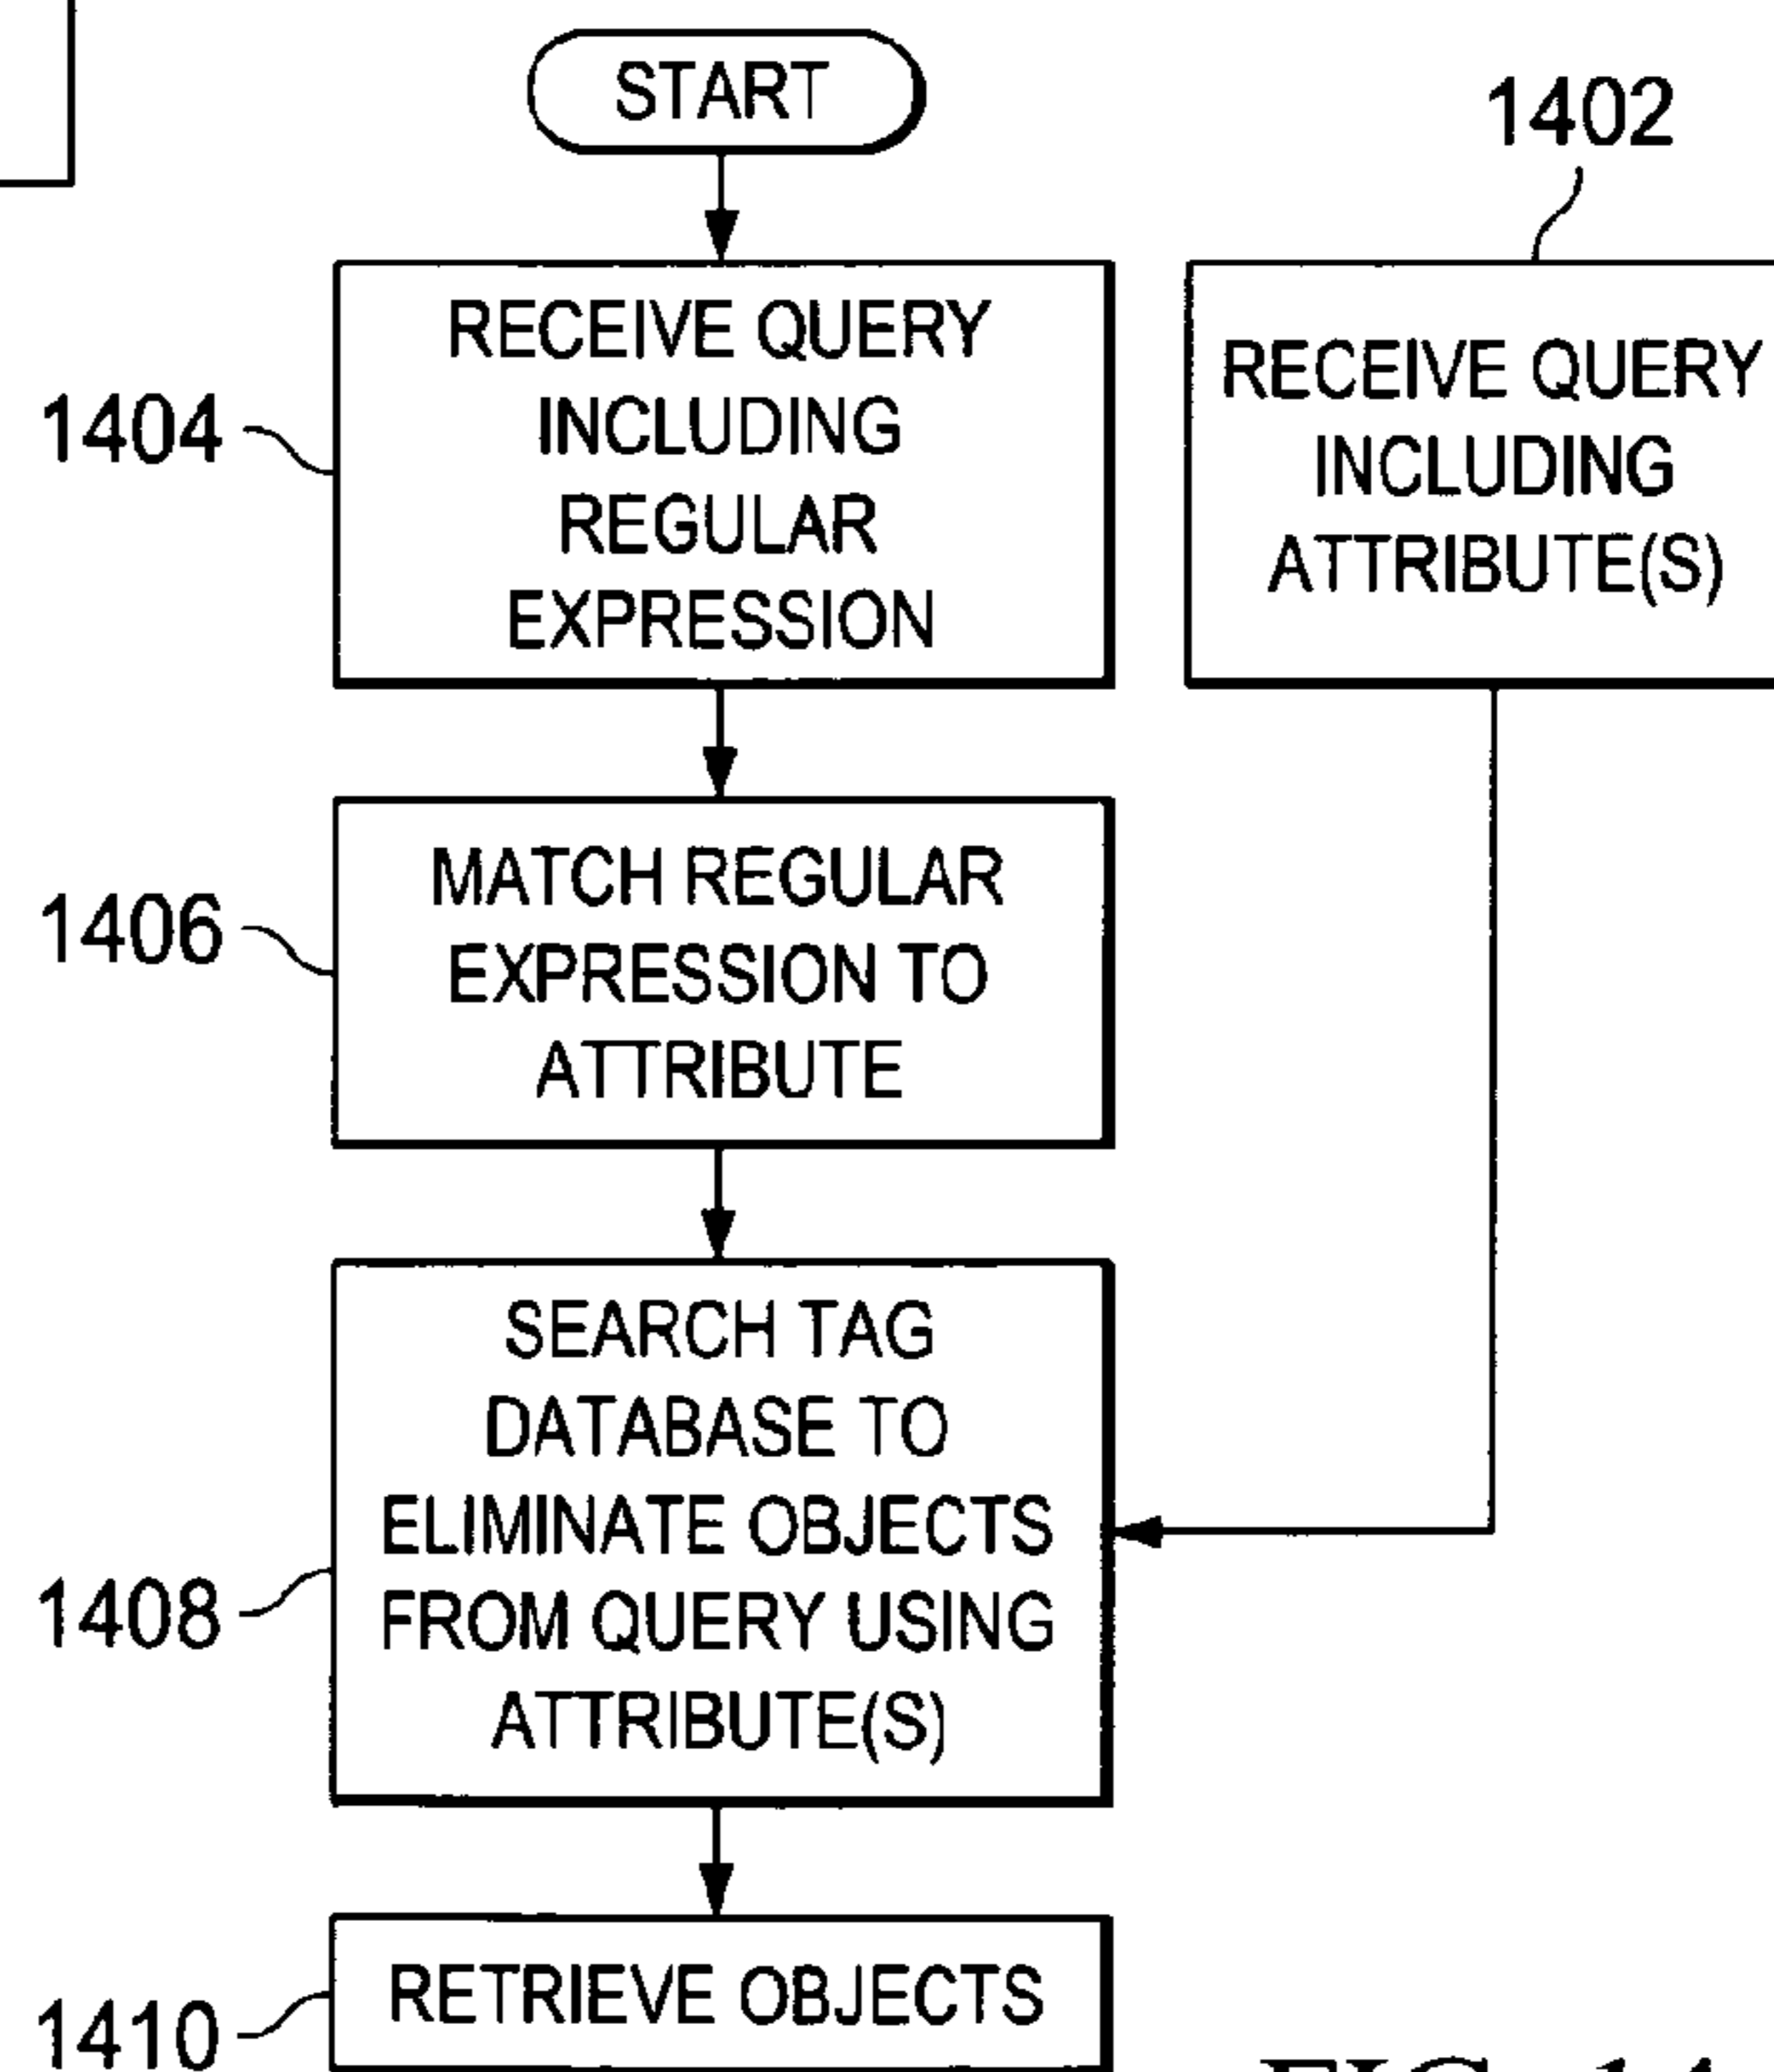 START
1402
1404
RECEIVE QUERY
INCLUDING
REGULAR
EXPRESSION
RECEIVE QUERY
INCLUDING
ATTRIBUTE(S)
1406
MATCH REGULAR
EXPRESSION TO
ATTRIBUTE
1408
SEARCH TAG
DATABASE TO
ELIMINATE OBJECTS
FROM QUERY USING
ATTRIBUTE(S)
1410
RETRIEVE OBJECTS